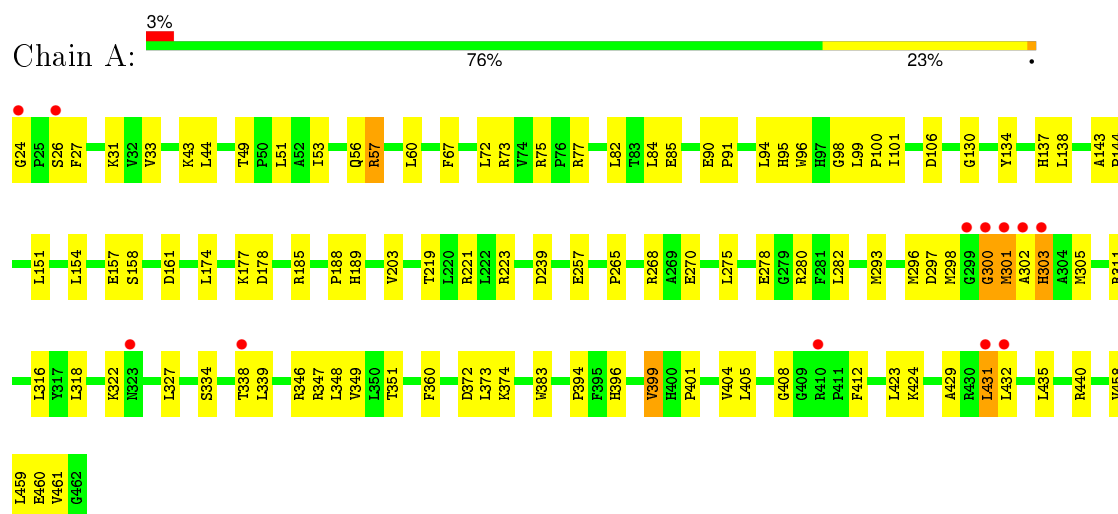 Chain A:
3%
76% 23% •
G24 P25 S26 F27 K31 V32 V33 K43 L44 T49 P50 L51 A52 I53 Q56 R57 L60 F67 L72 R73 V74 R75 P76 R77 L82 T83 L84 E85 E90 P91 L94 H95 W96 H97 G98 L99 P100 I101 D106 G130 Y134 H137 L138 A143
L151 L154 E157 S158 D161 L174 K177 D178 R185 P188 H189 V203 T219 L220 R221 L222 R223 D239 E257 P265 R268 A269 E270 L275 E278 G279 R280 F281 L282 M293 M296 D297 M298 G299 G300 M301 A302 H303 A304 M305
L316 Y317 L318 K322 N323 L327 S334 T338 L339 R346 R347 L348 V349 L350 T351 F360 D372 L373 K374 W383 P394 F395 H396 V399 H400 P401 V404 L405 G408 G409 R410 P411 F412 L423 K424 A429 R430 L431 L432 L435 R440 V458
L459 E460 V461 G462